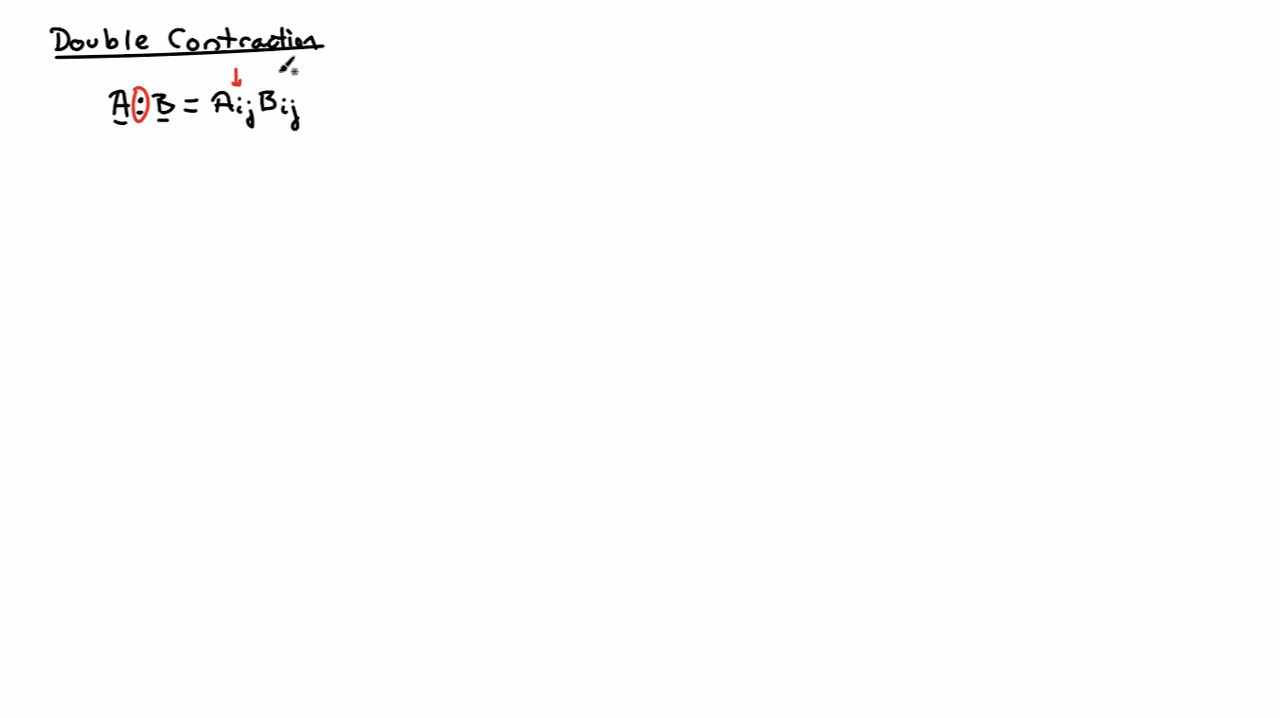 Double Contraction
A : B = AijBij